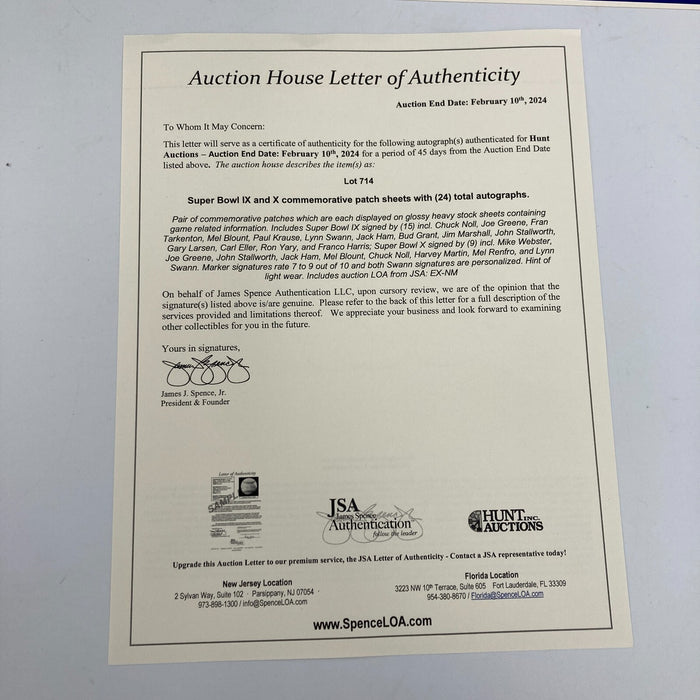 Auction House Letter of Authenticity
Auction End Date: February 10th, 2024
To Whom It May Concern:
This letter will serve as a certificate of authenticity for the following autograph(s) authenticated for Hunt
Auctions – Auction End Date: February 10th, 2024 for a period of 45 days from the Auction End Date
listed above. The auction house describes the item(s) as:
Lot 714
Super Bowl IX and X commemorative patch sheets with (24) total autographs.
Pair of commemorative patches which are each displayed on glossy heavy stock sheets containing
game related information. Includes Super Bowl IX signed by (15) incl. Chuck Noll, Joe Greene, Fran
Tarkenton, Mel Blount, Paul Krause, Lynn Swann, Jack Ham, Bud Grant, Jim Marshall, John Stallworth,
Gary Larsen, Carl Eller, Ron Yary, and Franco Harris; Super Bowl X signed by (9) incl. Mike Webster,
Joe Greene, John Stallworth, Jack Ham, Mel Blount, Chuck Noll, Harvey Martin, Mel Renfro, and Lynn
Swann. Marker signatures rate 7 to 9 out of 10 and both Swann signatures are personalized. Hint of
light wear. Includes auction LOA from JSA: EX-NM
On behalf of James Spence Authentication LLC, upon cursory review, we are of the opinion that the
signature(s) listed above is/are genuine. Please refer to the back of this letter for a full description of the
services provided and limitations thereof. We appreciate your business and look forward to examining
other collectibles for you in the future.
Yours in signatures,
James J. Spence, Jr.
President & Founder
Letter of Authenticity
SAMPLE
JSA
James Spence
Authentication
follow the leader
HUNT INC.
AUCTIONS
Upgrade this Auction Letter to our premium service, the JSA Letter of Authenticity - Contact a JSA representative today!
New Jersey Location
2 Sylvan Way, Suite 102 · Parsippany, NJ 07054 ·
973-898-1300 / info@SpenceLOA.com
Florida Location
3223 NW 10th Terrace, Suite 605 Fort Lauderdale, FL 33309
954-380-8670 / Florida@SpenceLOA.com
www.SpenceLOA.com